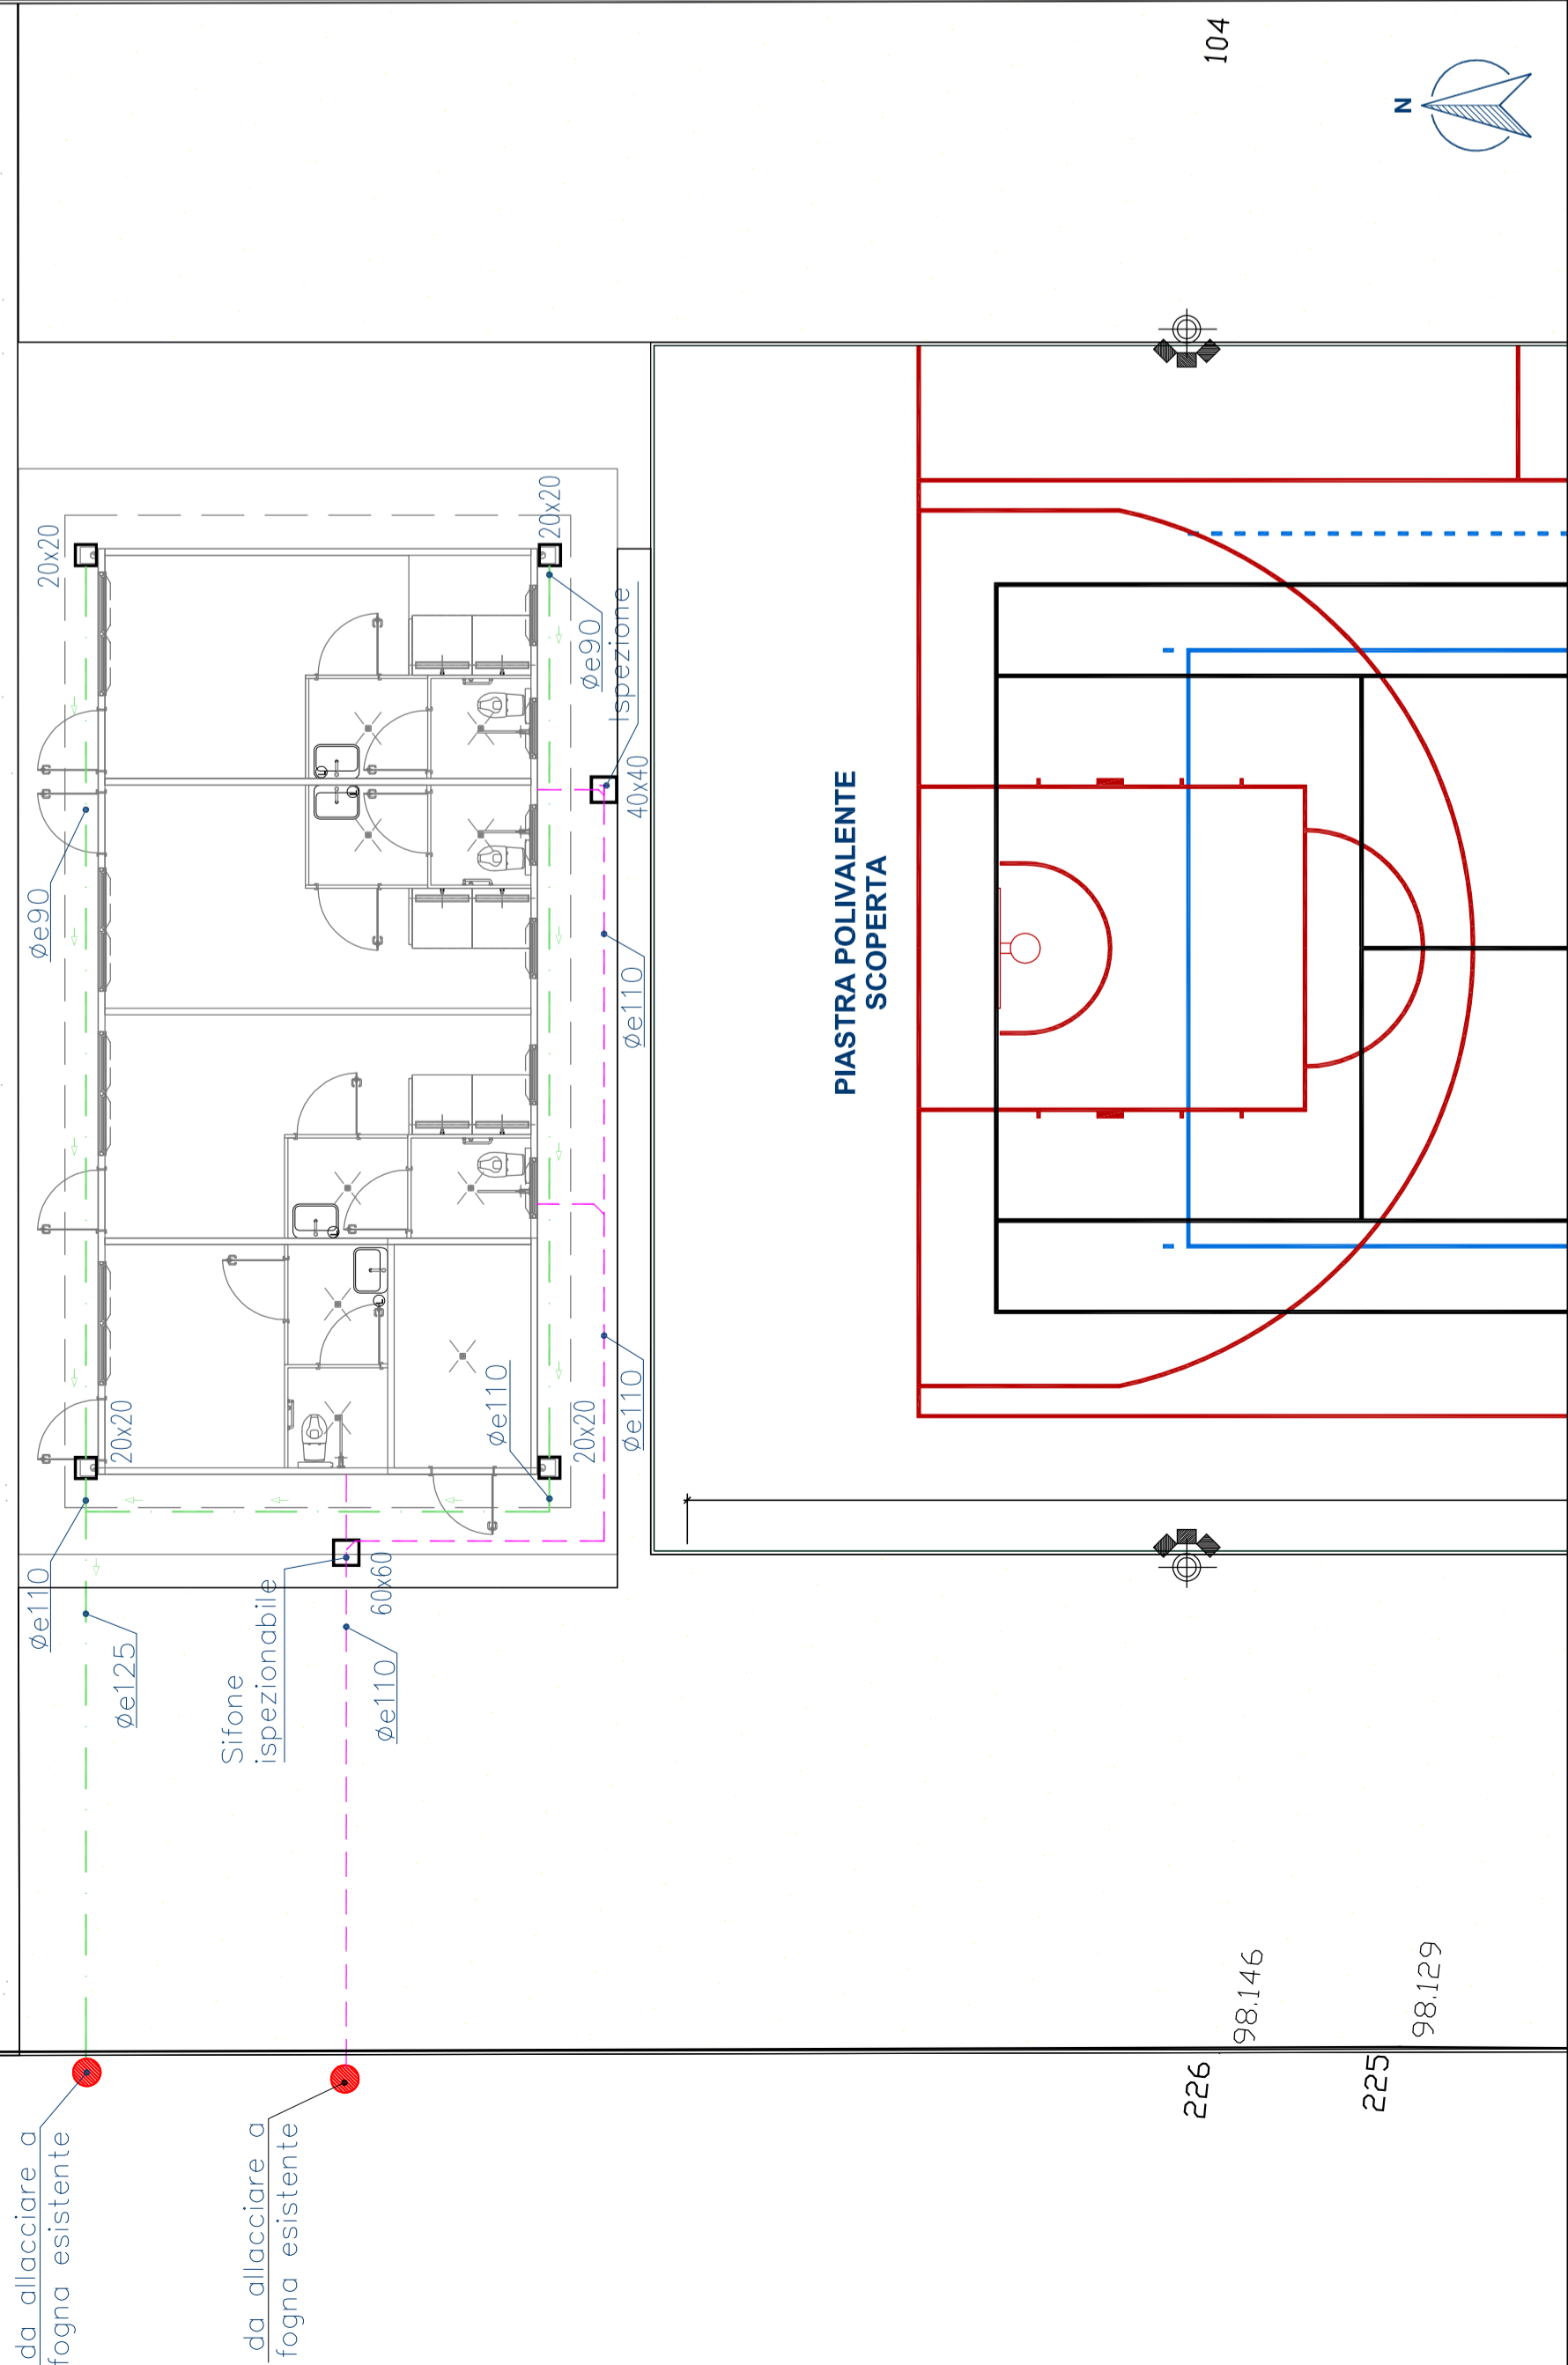 104
N
20x20
20x20
Øe90
Ispezione
40x40
Øe90
Øe110
PIASTRA POLIVALENTE
SCOPERTA
20x20
Øe110
20x20
Øe110
Øe110
Øe125
Sifone
ispezionabile
60x60
Øe110
98.146
98.129
226
225
da allacciare a
fogna esistente
da allacciare a
fogna esistente